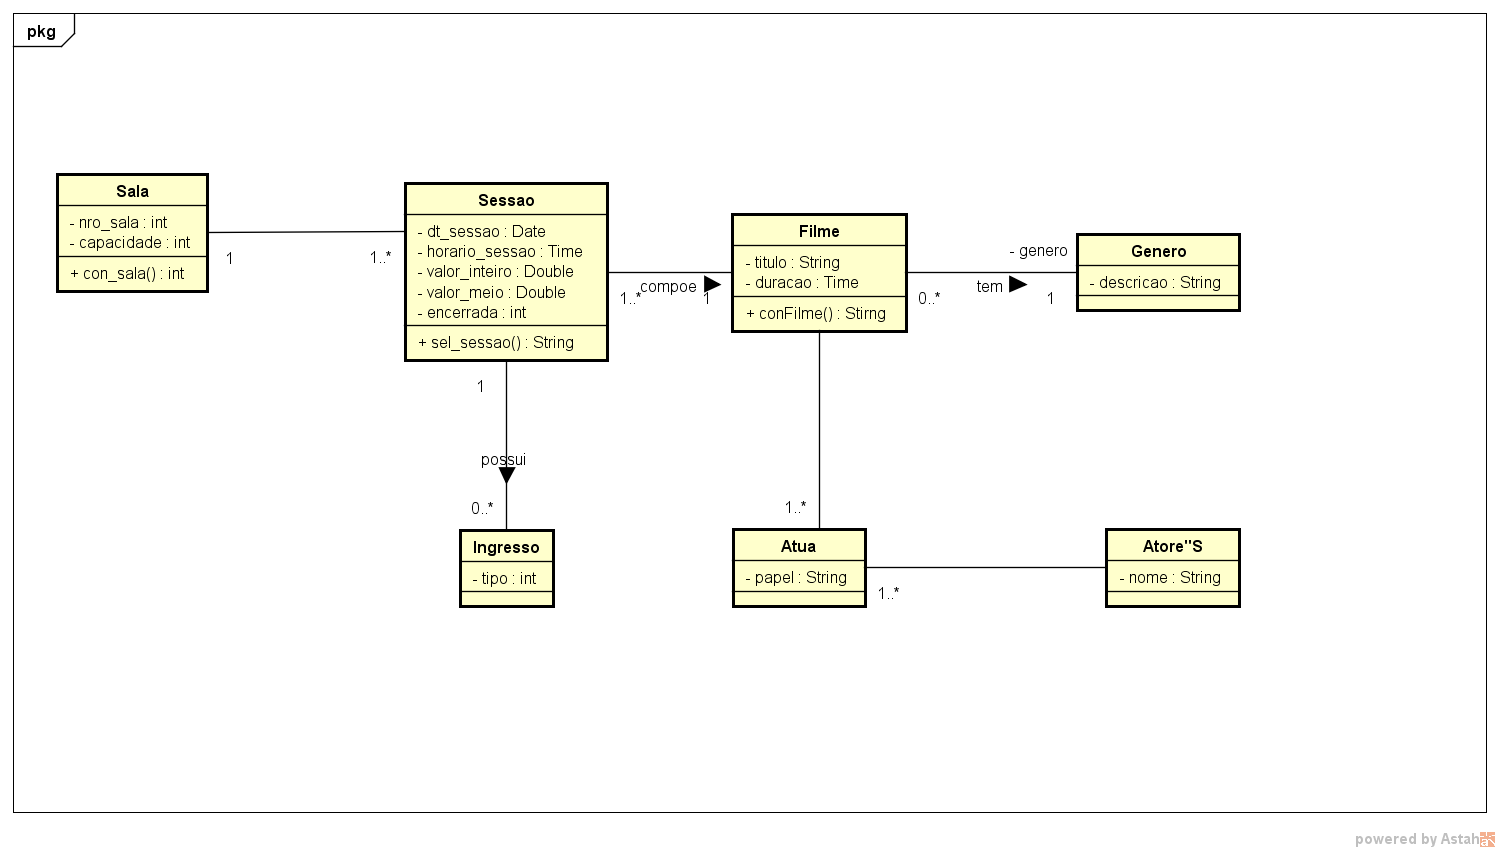 pkg
Sala
- nro_sala : int
- capacidade : int
+ con_sala() : int
1
1..*
Sessao
- dt_sessao : Date
- horario_sessao : Time
- valor_inteiro : Double
- valor_meio : Double
- encerrada : int
+ sel_sessao() : String
1..*
compoe
1
Filme
- titulo : String
- duracao : Time
+ conFilme() : Stirng
0..*
tem
- genero
1
Genero
- descricao : String
1
possui
0..*
Ingresso
- tipo : int
1..*
Atua
- papel : String
1..*
Atore"S
- nome : String
powered by Astah